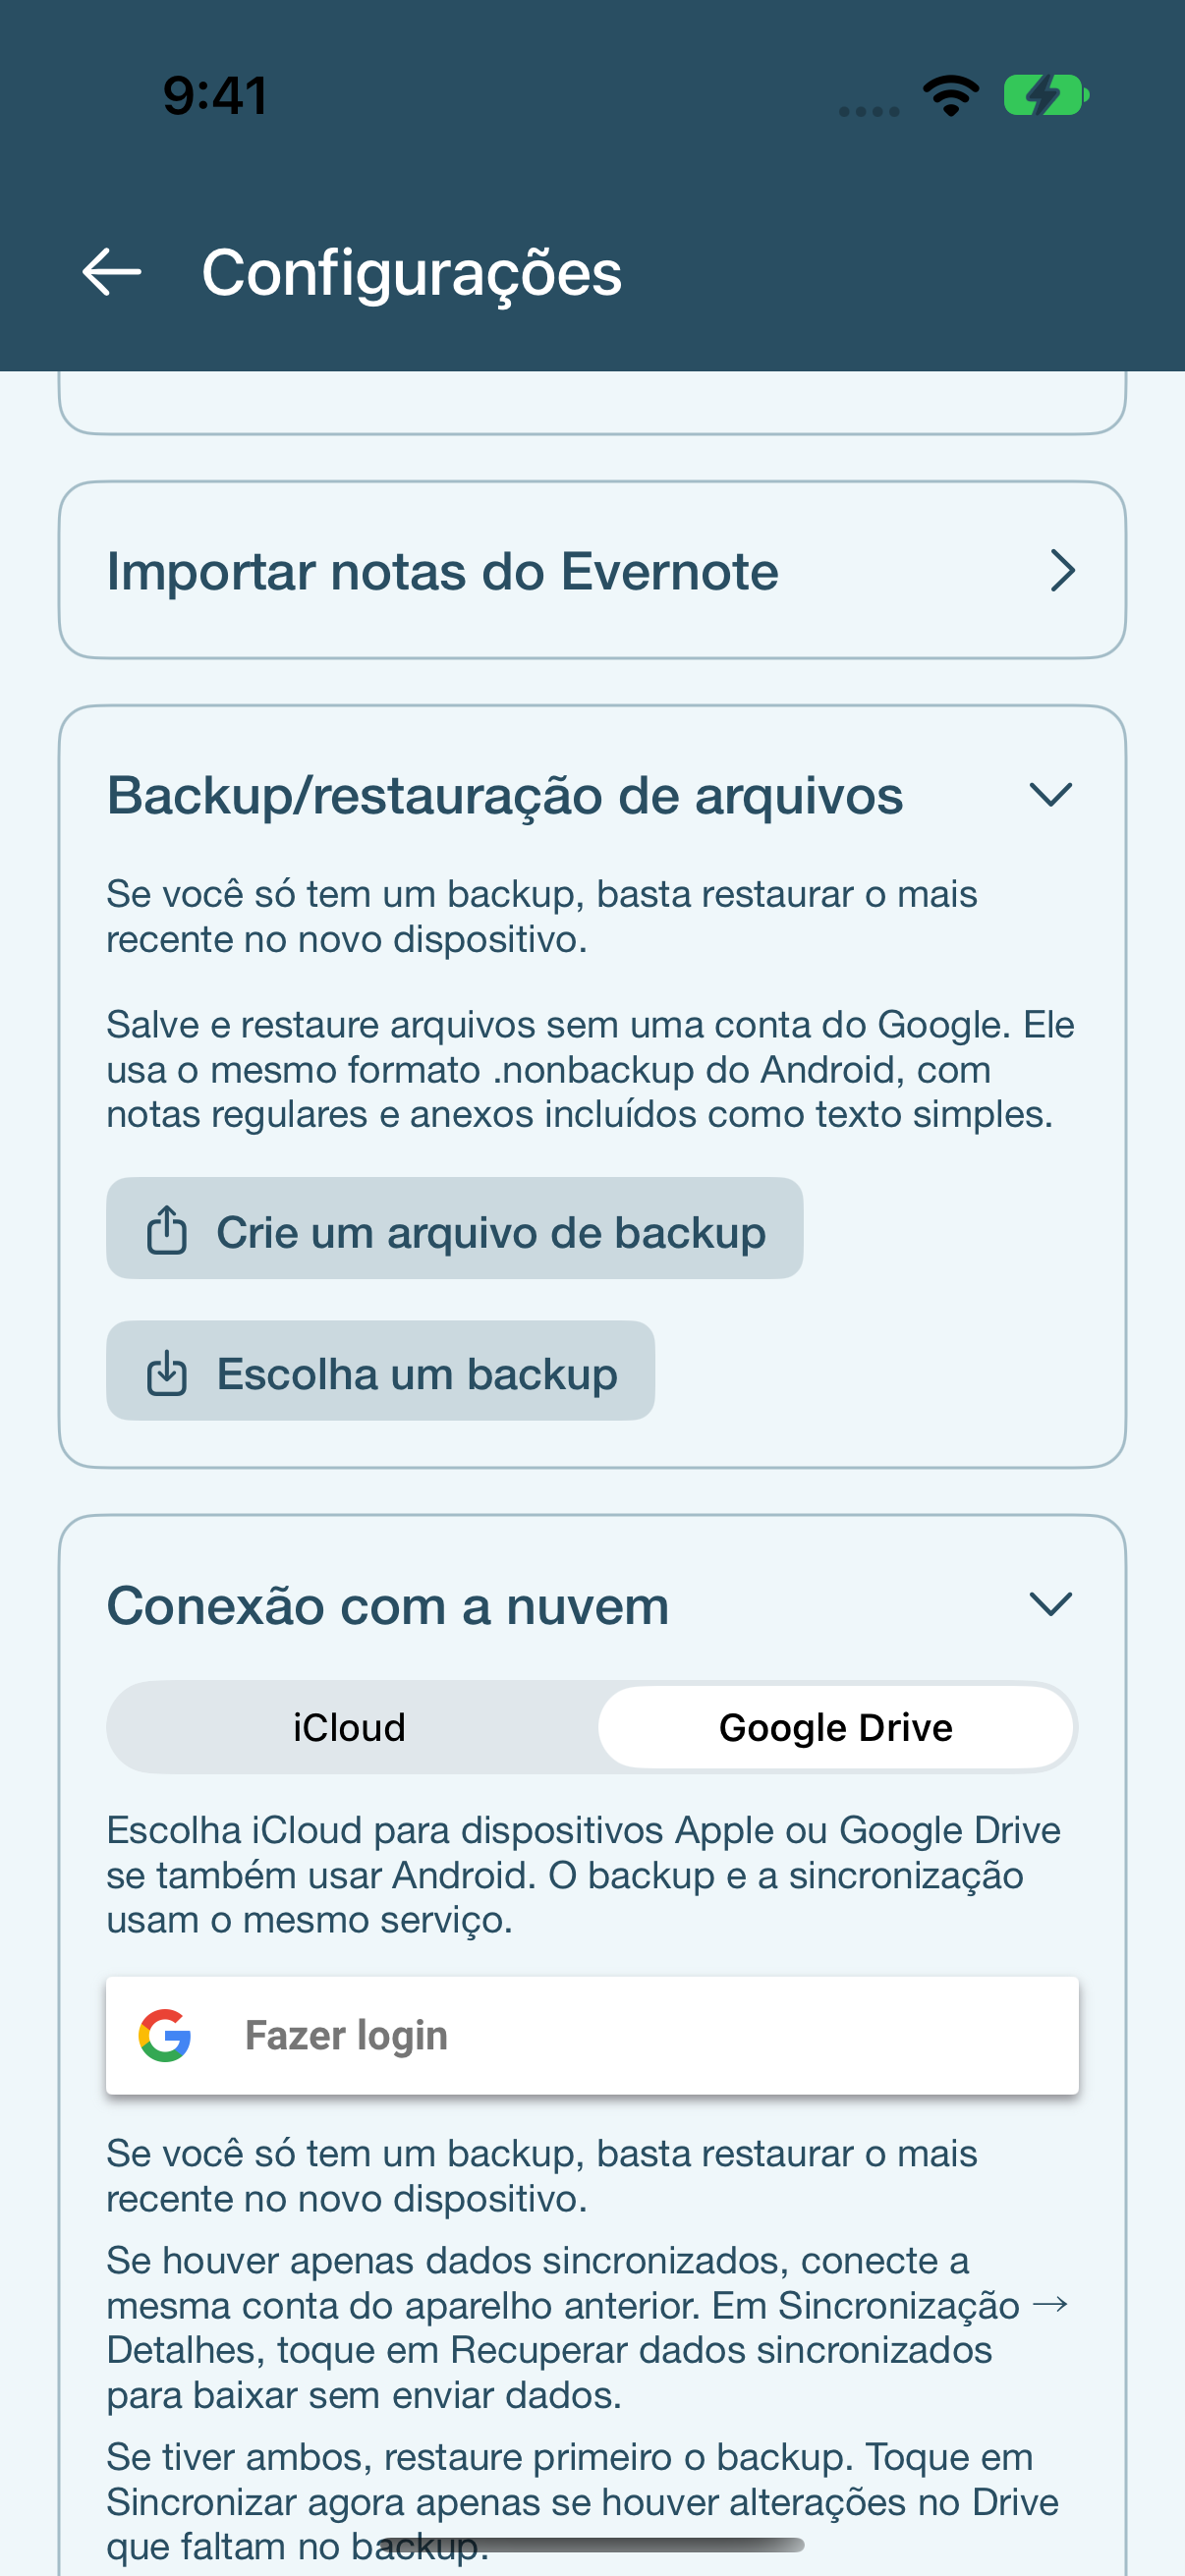 9:41
Configurações
Importar notas do Evernote
Backup/restauração de arquivos
Se você só tem um backup, basta restaurar o mais
recente no novo dispositivo.
Salve e restaure arquivos sem uma conta do Google. Ele
usa o mesmo formato .nonbackup do Android, com
notas regulares e anexos incluídos como texto simples.
Crie um arquivo de backup
Escolha um backup
Conexão com a nuvem
iCloud
Google Drive
Escolha iCloud para dispositivos Apple ou Google Drive
se também usar Android. O backup e a sincronização
usam o mesmo serviço.
Fazer login
Se você só tem um backup, basta restaurar o mais
recente no novo dispositivo.
Se houver apenas dados sincronizados, conecte a
mesma conta do aparelho anterior. Em Sincronização →
Detalhes, toque em Recuperar dados sincronizados
para baixar sem enviar dados.
Se tiver ambos, restaure primeiro o backup. Toque em
Sincronizar agora apenas se houver alterações no Drive
que faltam no backup.